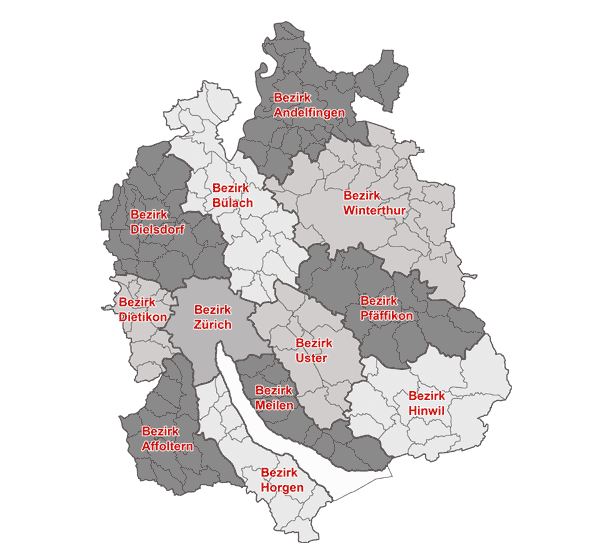 Bezirk
Andelfingen
Bezirk
Bülach
Bezirk
Winterthur
Bezirk
Dielsdorf
Bezirk
Dietikon
Bezirk
Zürich
Bezirk
Pfäffikon
Bezirk
Uster
Bezirk
Meilen
Bezirk
Hinwil
Bezirk
Affoltern
Bezirk
Horgen